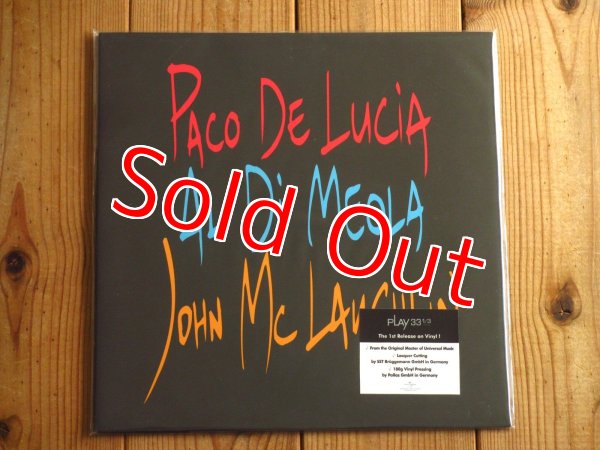 PACO DE LUCIA
AL DI MEOLA
JOHN MC LAUGHLIN
Sold Out
PLAY 33 1/3
The 1st Release on Vinyl !
From the Original Master of Universal Music
Lacquer Cutting
by SST Brüggemann GmbH in Germany
180g Vinyl Pressing
by Pallas GmbH in Germany